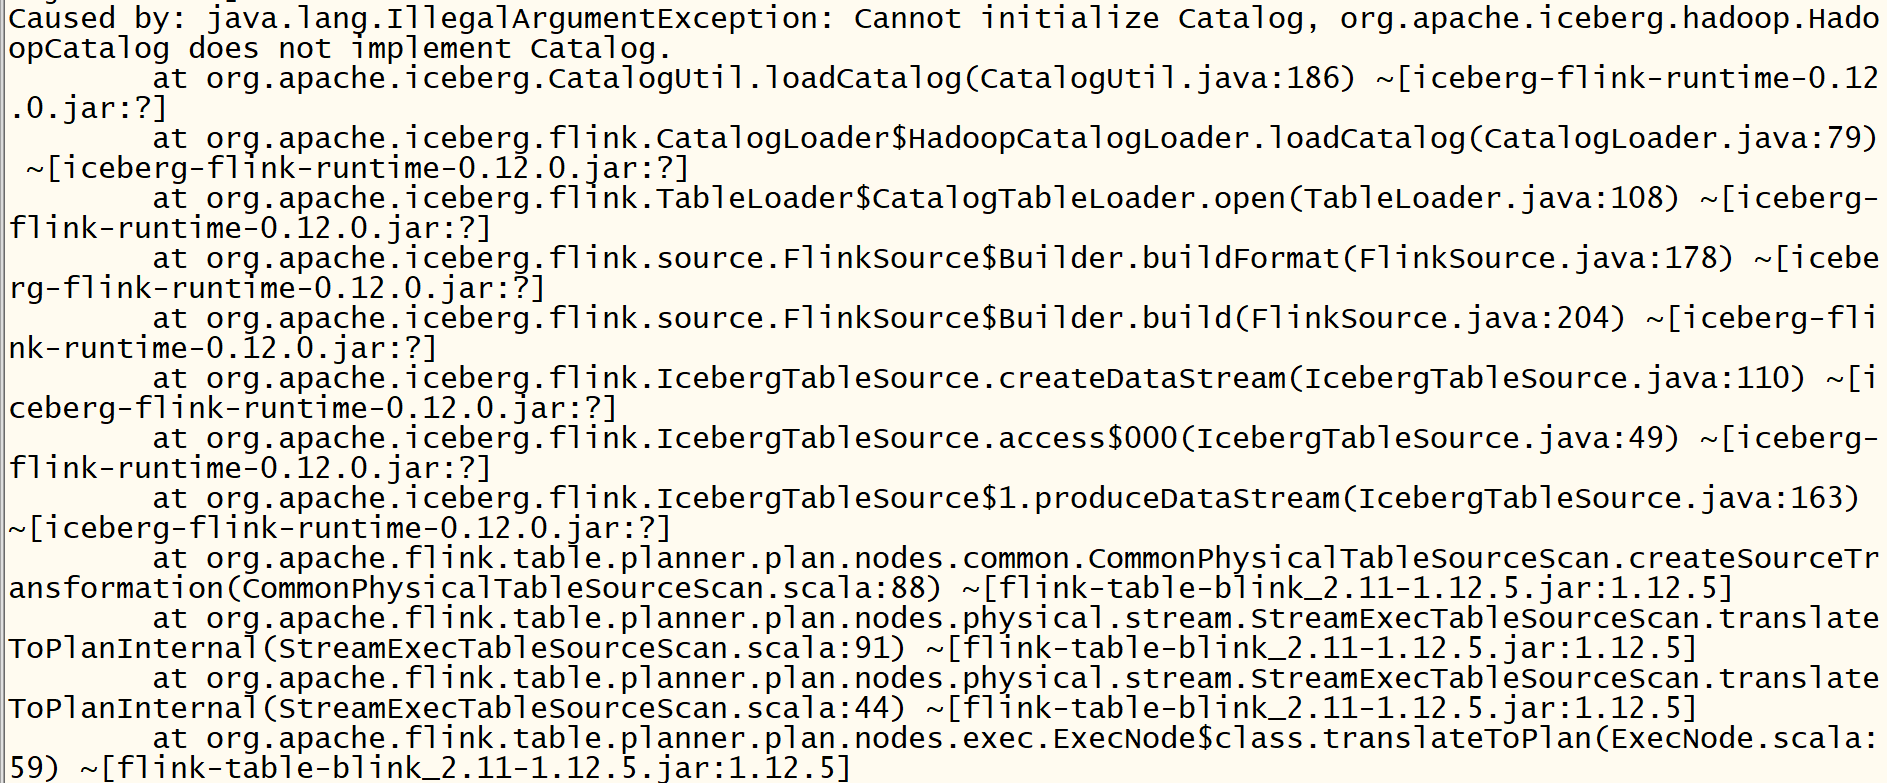 Caused by: java.lang.IllegalArgumentException: Cannot initialize Catalog, org.apache.iceberg.hadoop.Hado
opCatalog does not implement Catalog.
        at org.apache.iceberg.CatalogUtil.loadCatalog(CatalogUtil.java:186) ~[iceberg-flink-runtime-0.12
.0.jar:?]
        at org.apache.iceberg.flink.CatalogLoader$HadoopCatalogLoader.loadCatalog(CatalogLoader.java:79)
 ~[iceberg-flink-runtime-0.12.0.jar:?]
        at org.apache.iceberg.flink.TableLoader$CatalogTableLoader.open(TableLoader.java:108) ~[iceberg-
flink-runtime-0.12.0.jar:?]
        at org.apache.iceberg.flink.source.FlinkSource$Builder.buildFormat(FlinkSource.java:178) ~[icebe
rg-flink-runtime-0.12.0.jar:?]
        at org.apache.iceberg.flink.source.FlinkSource$Builder.build(FlinkSource.java:204) ~[iceberg-fli
nk-runtime-0.12.0.jar:?]
        at org.apache.iceberg.flink.IcebergTableSource.createDataStream(IcebergTableSource.java:110) ~[i
ceberg-flink-runtime-0.12.0.jar:?]
        at org.apache.iceberg.flink.IcebergTableSource.access$000(IcebergTableSource.java:49) ~[iceberg-
flink-runtime-0.12.0.jar:?]
        at org.apache.iceberg.flink.IcebergTableSource$1.produceDataStream(IcebergTableSource.java:163)
~[iceberg-flink-runtime-0.12.0.jar:?]
        at org.apache.flink.table.planner.plan.nodes.common.CommonPhysicalTableSourceScan.createSourceTr
ansformation(CommonPhysicalTableSourceScan.scala:88) ~[flink-table-blink_2.11-1.12.5.jar:1.12.5]
        at org.apache.flink.table.planner.plan.nodes.physical.stream.StreamExecTableSourceScan.translate
ToPlanInternal(StreamExecTableSourceScan.scala:91) ~[flink-table-blink_2.11-1.12.5.jar:1.12.5]
        at org.apache.flink.table.planner.plan.nodes.physical.stream.StreamExecTableSourceScan.translate
ToPlanInternal(StreamExecTableSourceScan.scala:44) ~[flink-table-blink_2.11-1.12.5.jar:1.12.5]
        at org.apache.flink.table.planner.plan.nodes.exec.ExecNode$class.translateToPlan(ExecNode.scala:
59) ~[flink-table-blink_2.11-1.12.5.jar:1.12.5]